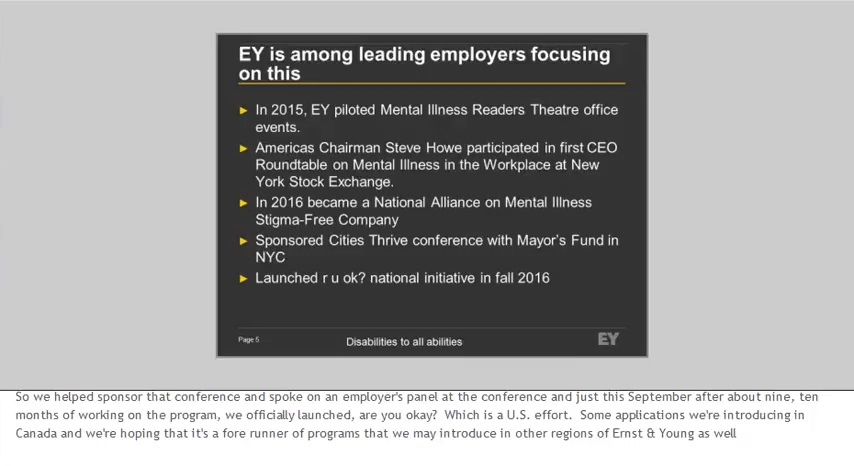 EY is among leading employers focusing
on this
► In 2015, EY piloted Mental Illness Readers Theatre office
events.
► Americas Chairman Steve Howe participated in first CEO
Roundtable on Mental Illness in the Workplace at New
York Stock Exchange.
► In 2016 became a National Alliance on Mental Illness
Stigma-Free Company
► Sponsored Cities Thrive conference with Mayor's Fund in
NYC
► Launched r u ok? national initiative in fall 2016
Page 5 Disabilities to all abilities EY
So we helped sponsor that conference and spoke on an employer's panel at the conference and just this September after about nine, ten
months of working on the program, we officially launched, are you okay? Which is a U.S. effort. Some applications we're introducing in
Canada and we're hoping that it's a fore runner of programs that we may introduce in other regions of Ernst & Young as well